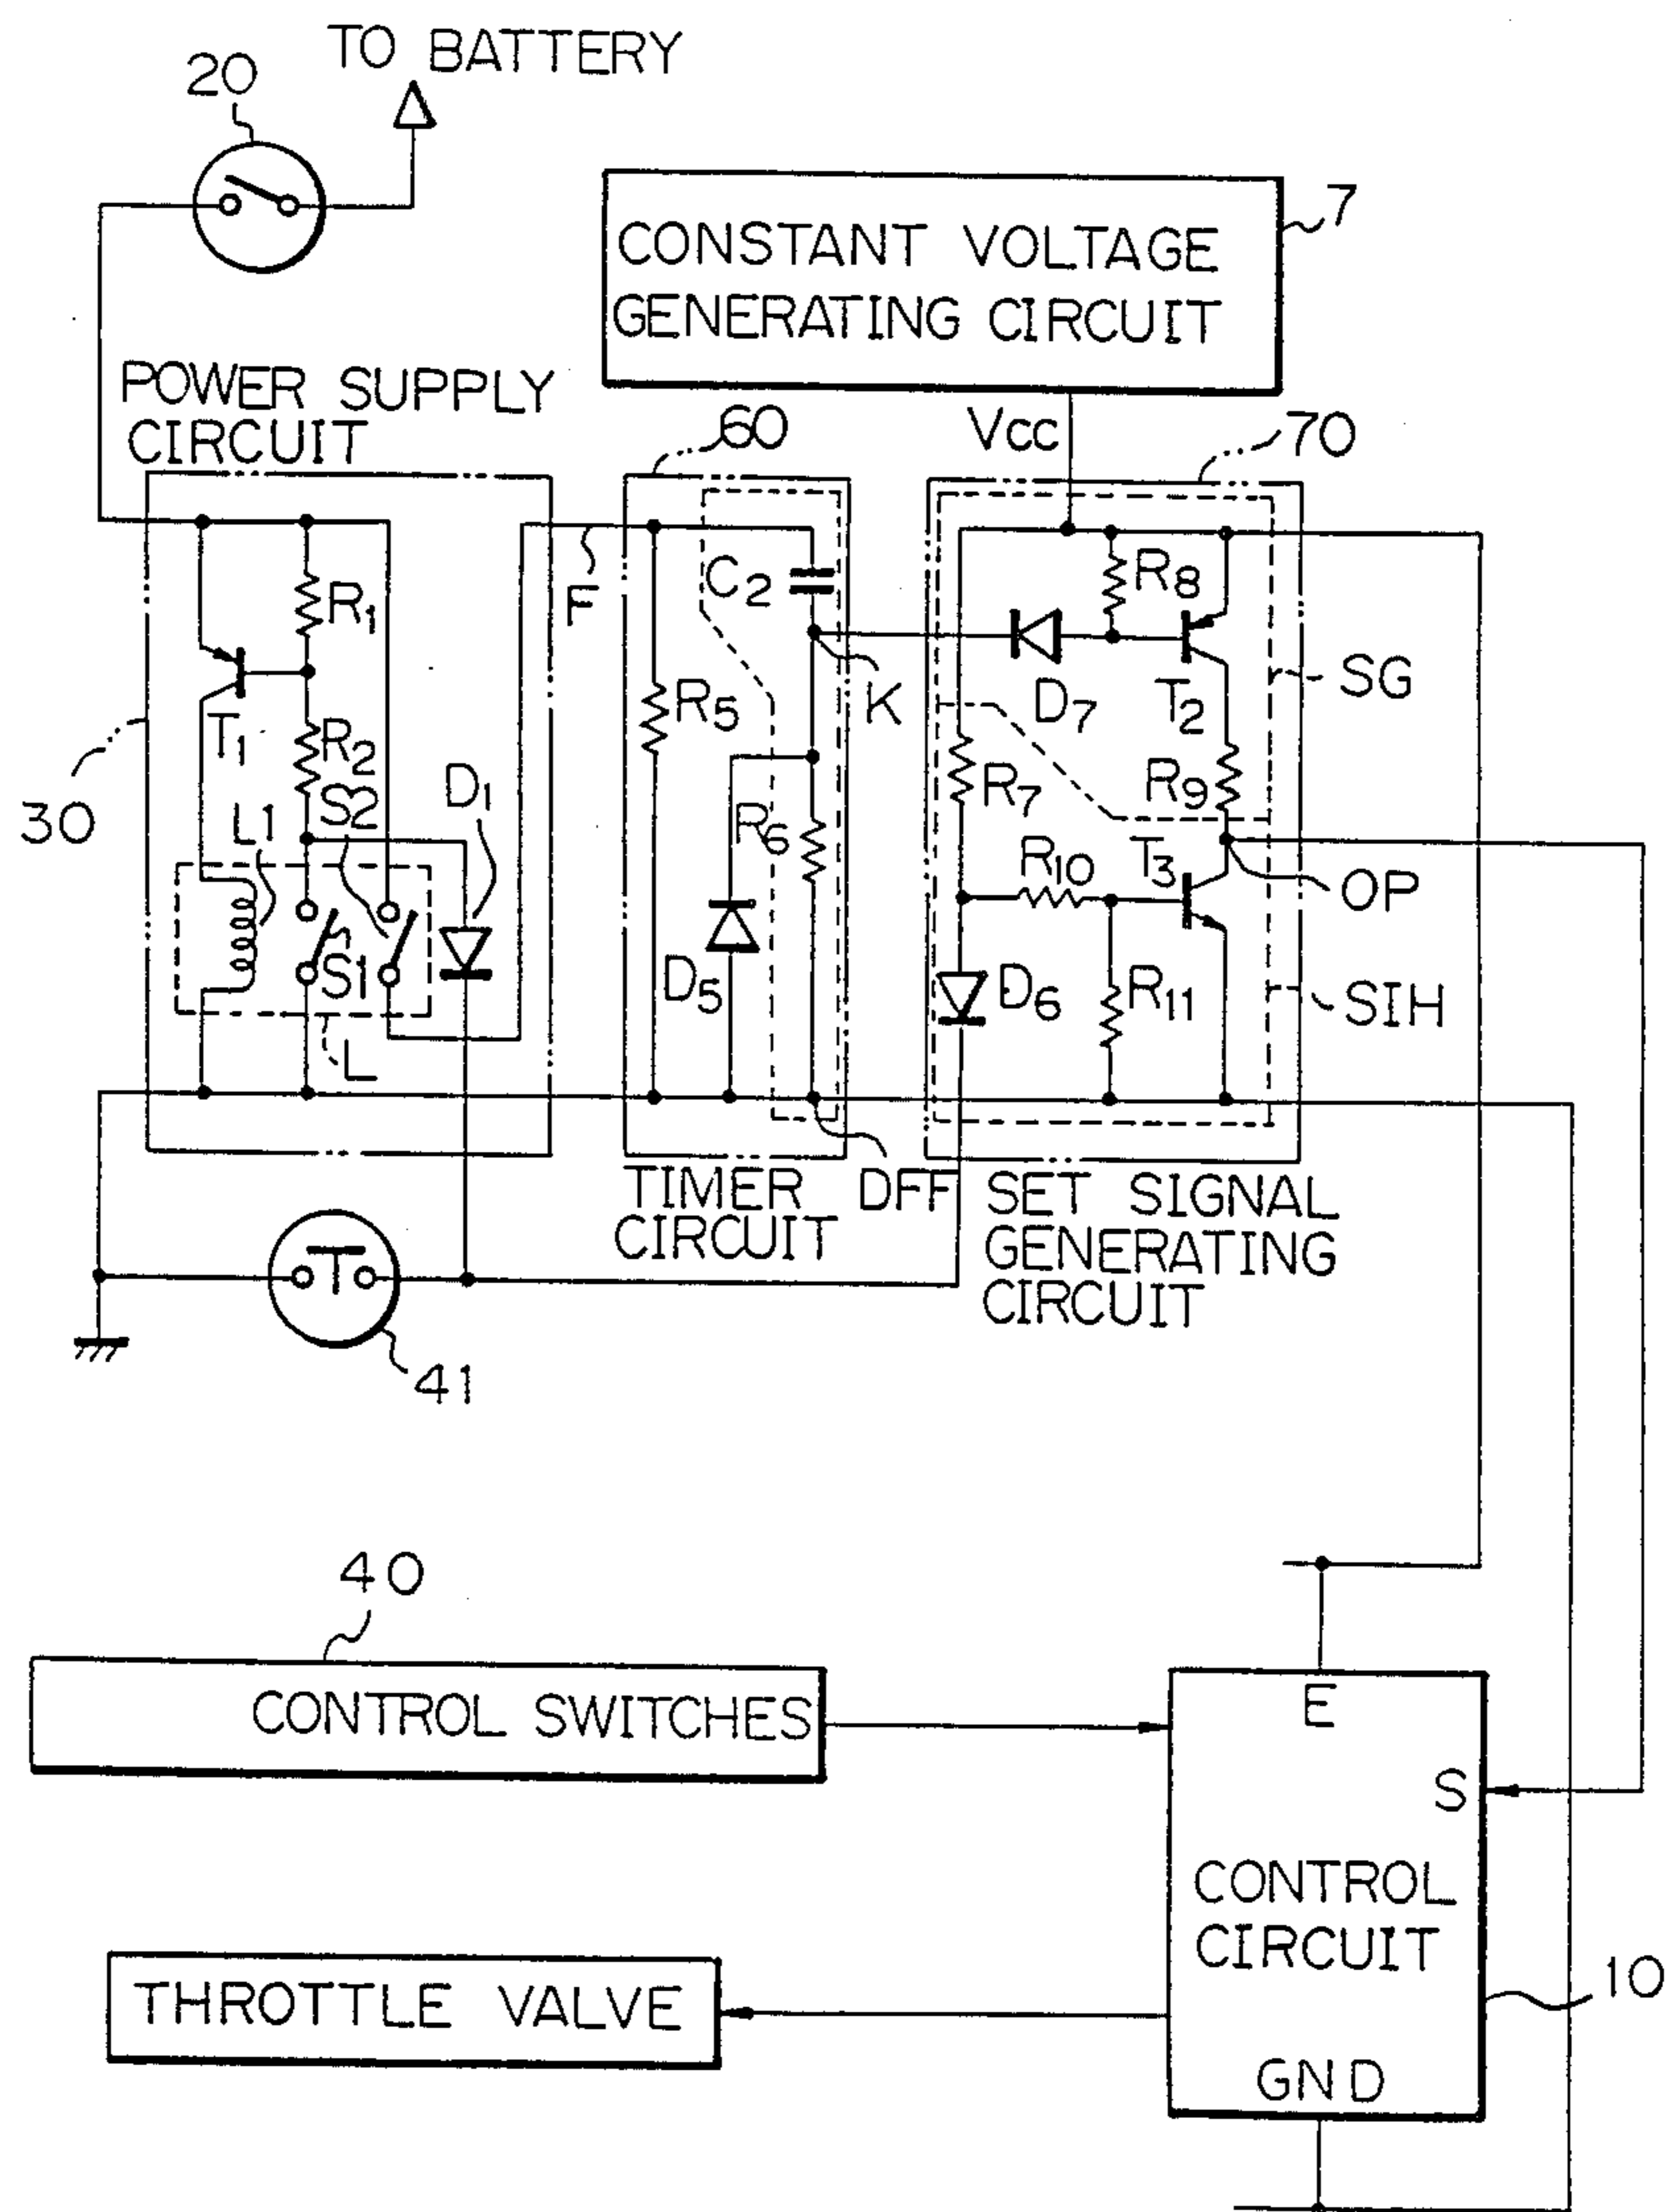 TO BATTERY
20
CONSTANT VOLTAGE
GENERATING CIRCUIT
7
POWER SUPPLY
CIRCUIT
60
Vcc
70
F
C2
R8
R1
K
D7
T2
SG
T1
R2
R5
R7
R9
30
L1
S2
D1
R6
R10
T3
OP
S1
D5
D6
R11
SIH
L
TIMER
CIRCUIT
DFF
SET SIGNAL
GENERATING
CIRCUIT
41
40
CONTROL SWITCHES
E
S
CONTROL
CIRCUIT
10
THROTTLE VALVE
GND